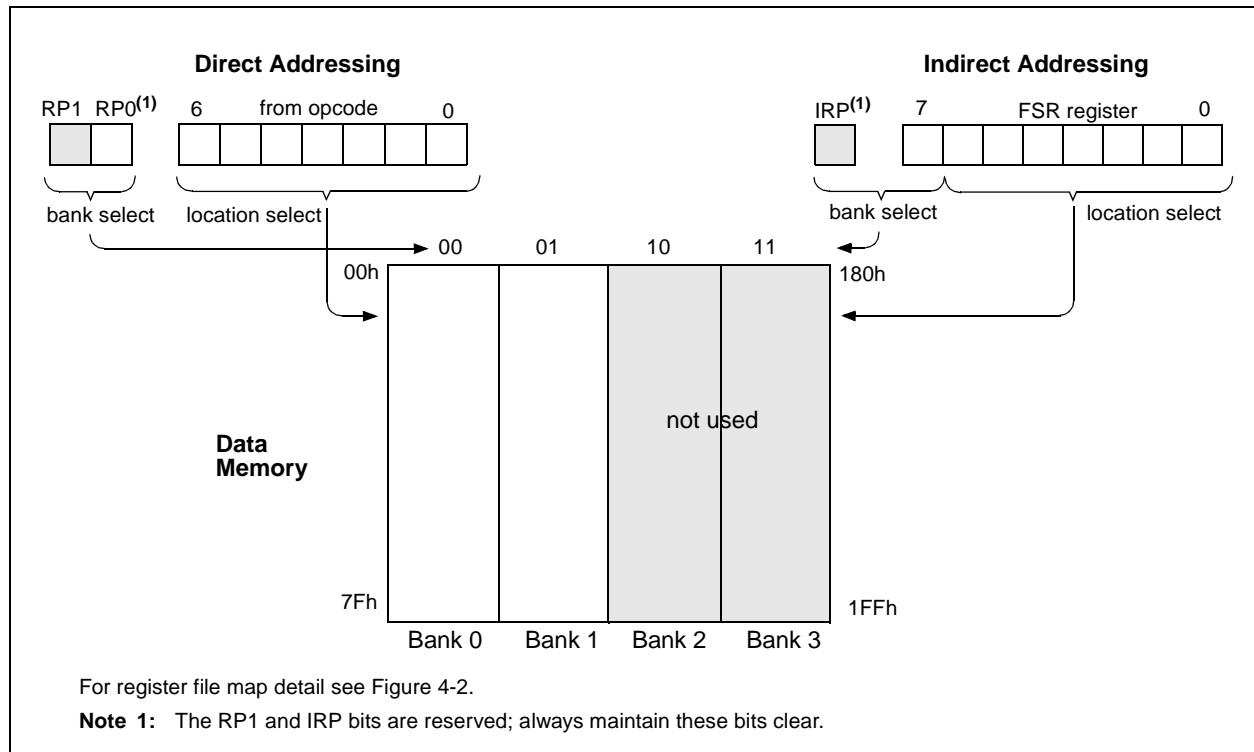 Direct Addressing
RP1 RP0(1) 6 from opcode 0
bank select location select
Indirect Addressing
IRP(1) 7 FSR register 0
bank select location select
00 01 10 11
00h 180h
not used
Data
Memory
7Fh 1FFh
Bank 0 Bank 1 Bank 2 Bank 3
For register file map detail see Figure 4-2.
Note 1: The RP1 and IRP bits are reserved; always maintain these bits clear.